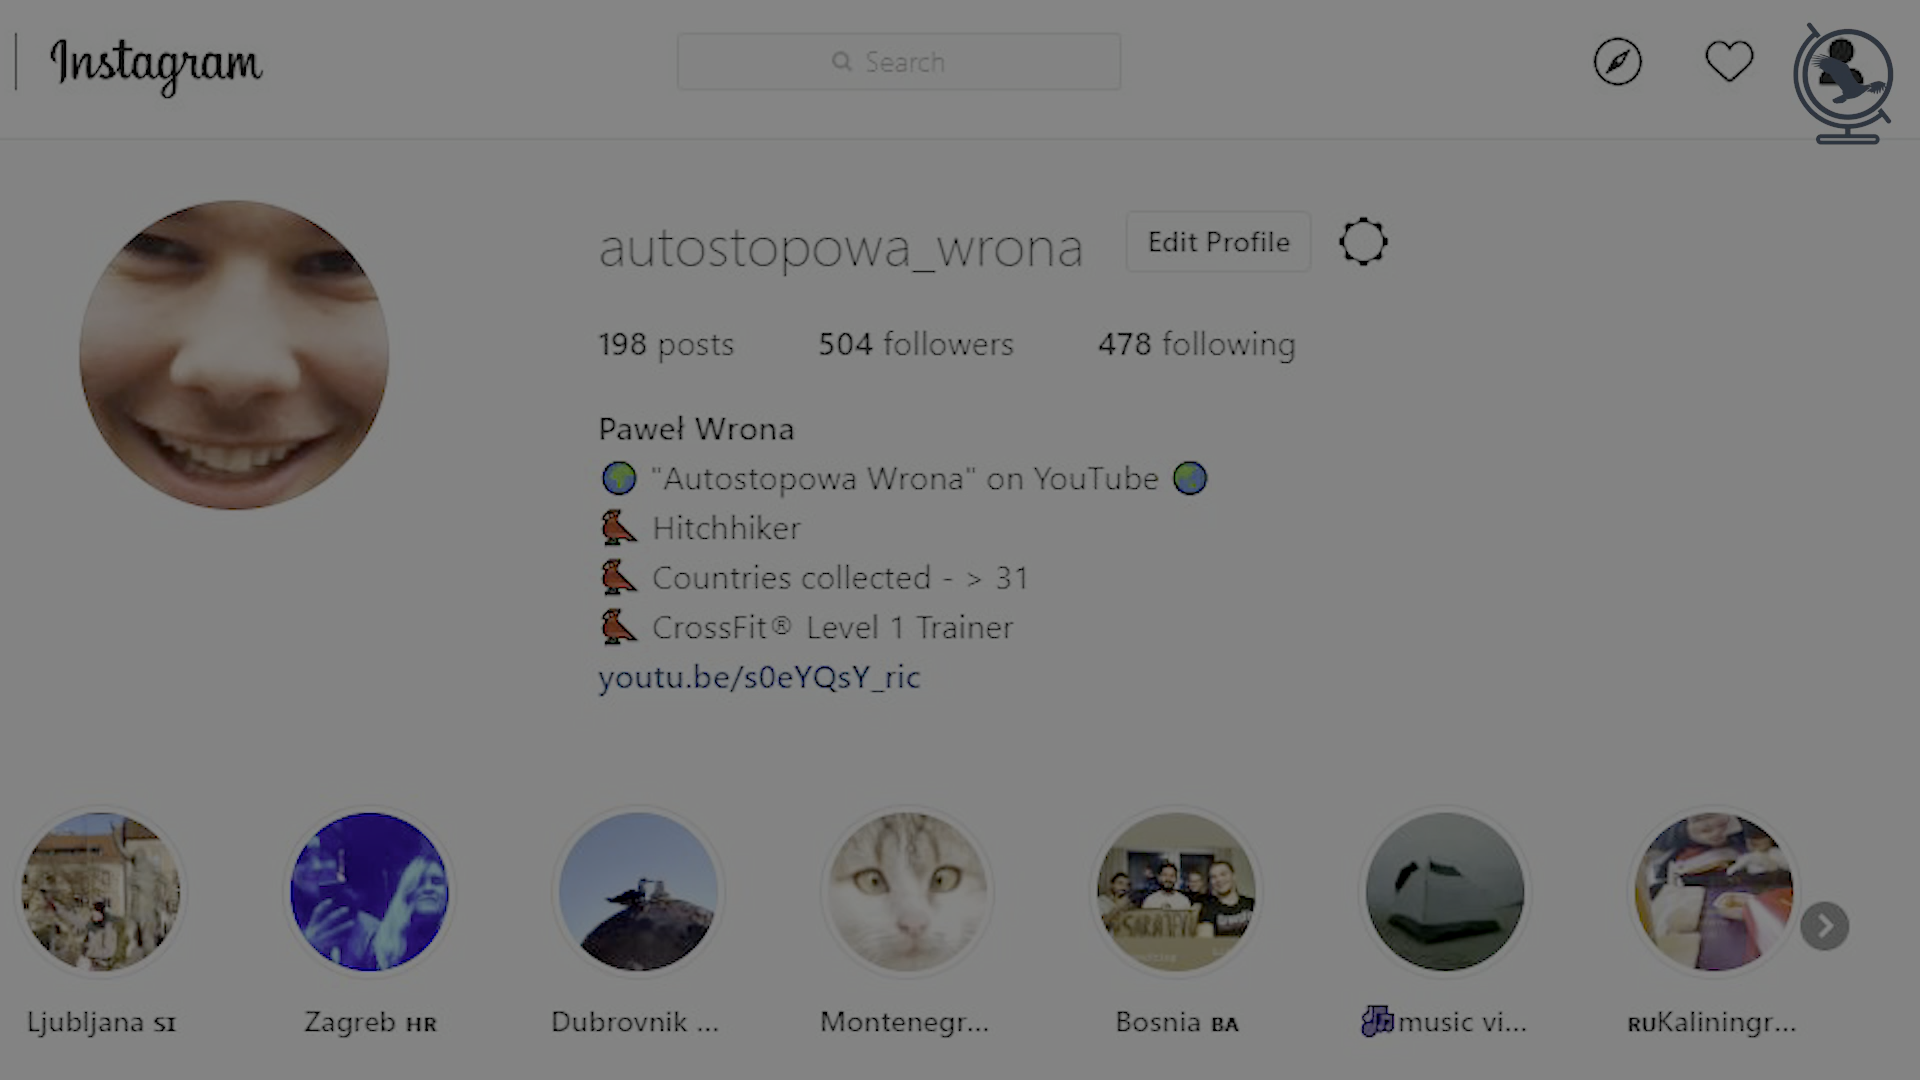 Instagram
Search
autostopowa_wrona
Edit Profile
198 posts
504 followers
478 following
Paweł Wrona
"Autostopowa Wrona" on YouTube
Hitchhiker
Countries collected - > 31
CrossFit® Level 1 Trainer
youtu.be/s0eYQsY_ric
SARAJEVO
Ljubljana SI
Zagreb HR
Dubrovnik ...
Montenegr...
Bosnia BA
music vi...
RUKaliningr...